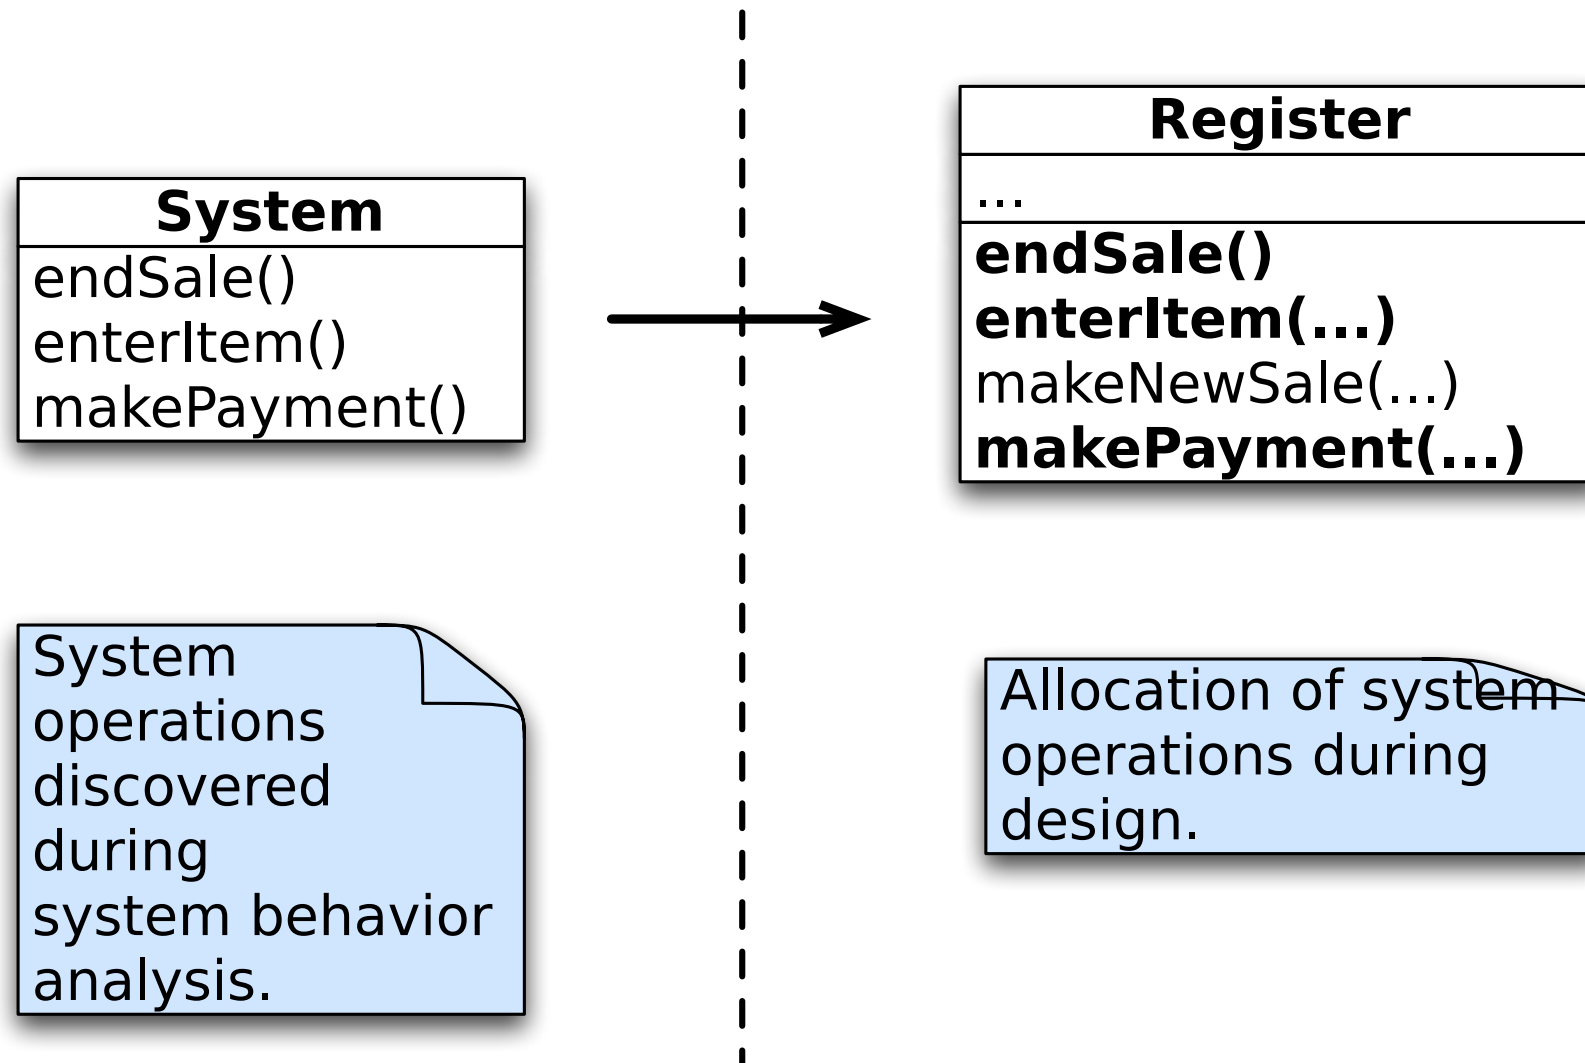 System
endSale()
enterItem()
makePayment()
Register
...
endSale()
enterItem(...)
makeNewSale(...)
makePayment(...)
System
operations
discovered
during
system behavior
analysis.
Allocation of system
operations during
design.